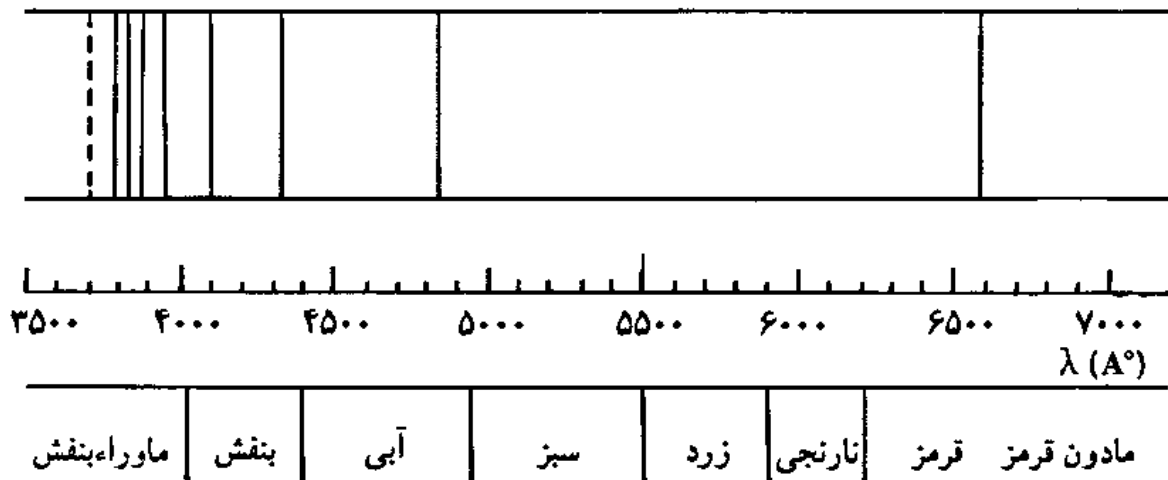 ۳۵۰۰ ۴۰۰۰ ۴۵۰۰ ۵۰۰۰ ۵۵۰۰ ۶۰۰۰ ۶۵۰۰ ۷۰۰۰
λ (A°)
ماوراءبنفش بنفش آبی سبز زرد نارنجی قرمز مادون قرمز